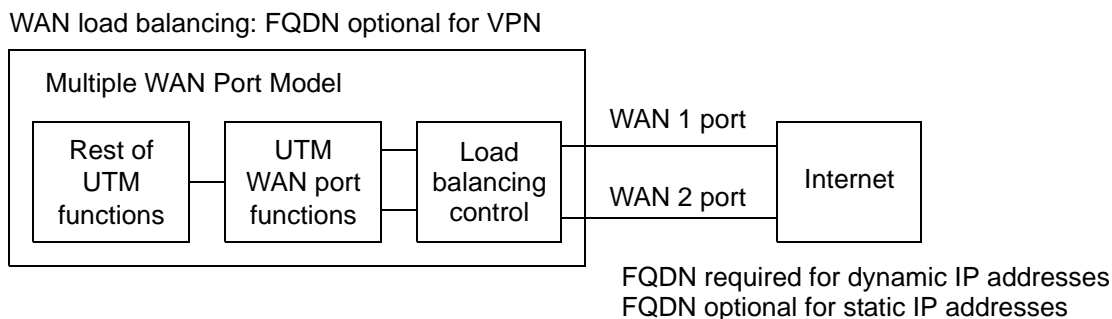 WAN load balancing: FQDN optional for VPN
Multiple WAN Port Model
Rest of
UTM
functions
UTM
WAN port
functions
Load
balancing
control
WAN 1 port
WAN 2 port
Internet
FQDN required for dynamic IP addresses
FQDN optional for static IP addresses